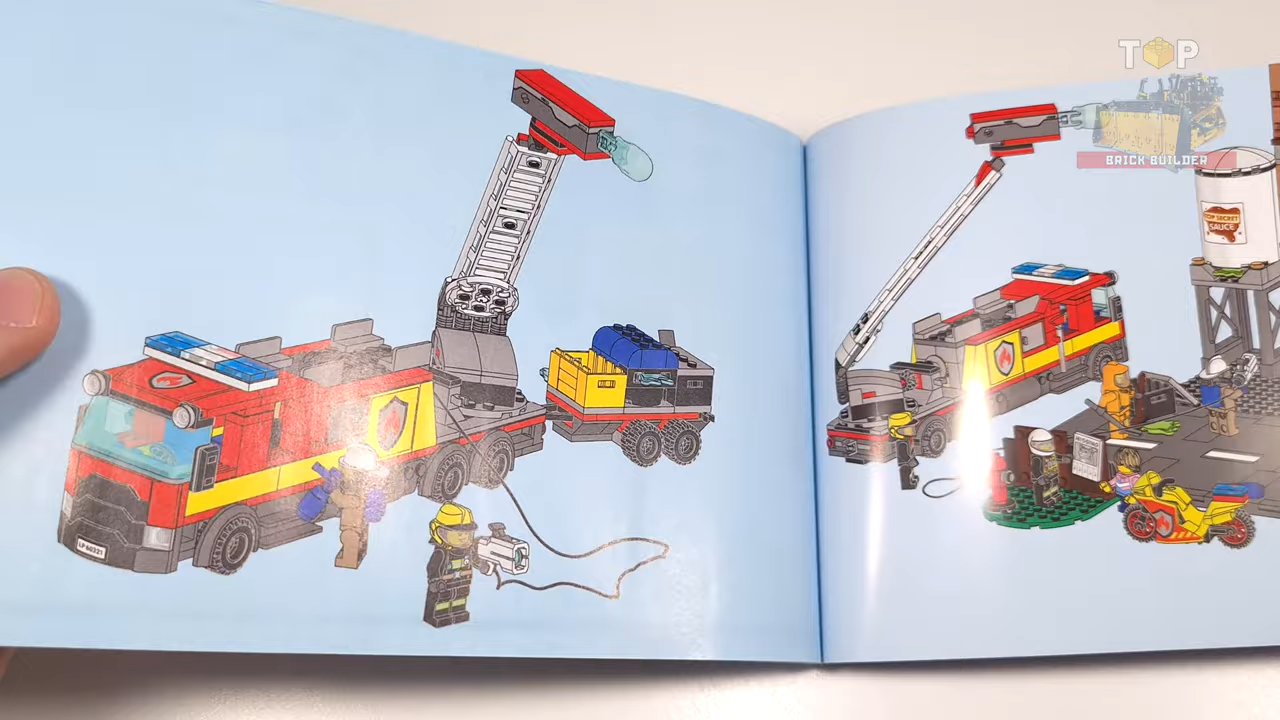 TOP
BRICK BUILDER
TOP SECRET
SAUCE
LP 60321